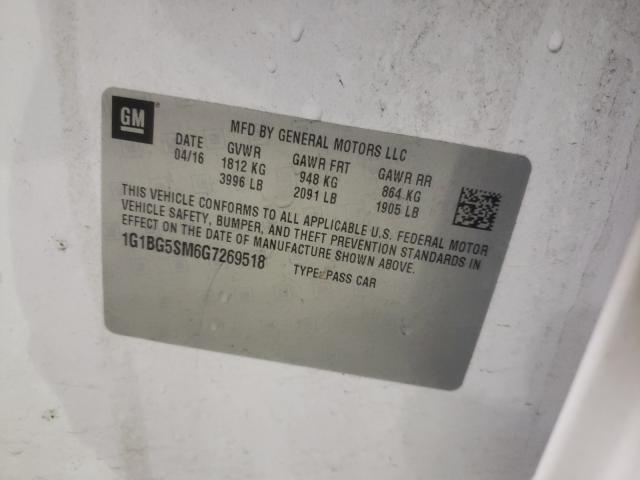 GM
MFD BY GENERAL MOTORS LLC
DATE GVWR GAWR FRT GAWR RR
04/16 1812 KG 948 KG 864 KG
3996 LB 2091 LB 1905 LB
THIS VEHICLE CONFORMS TO ALL APPLICABLE U.S. FEDERAL MOTOR
VEHICLE SAFETY, BUMPER, AND THEFT PREVENTION STANDARDS IN
EFFECT ON THE DATE OF MANUFACTURE SHOWN ABOVE.
1G1BG5SM6G7269518 TYPE: PASS CAR